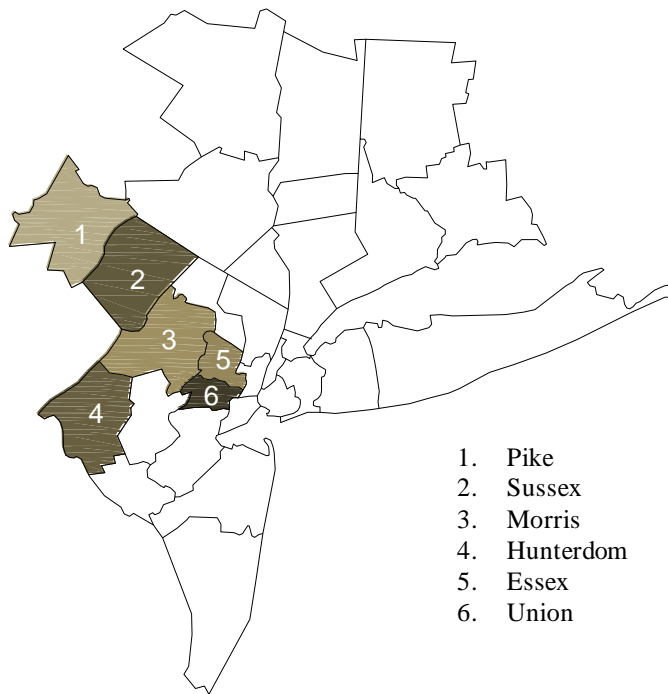 1
2
3
5
4
6
1. Pike
2. Sussex
3. Morris
4. Hunterdom
5. Essex
6. Union